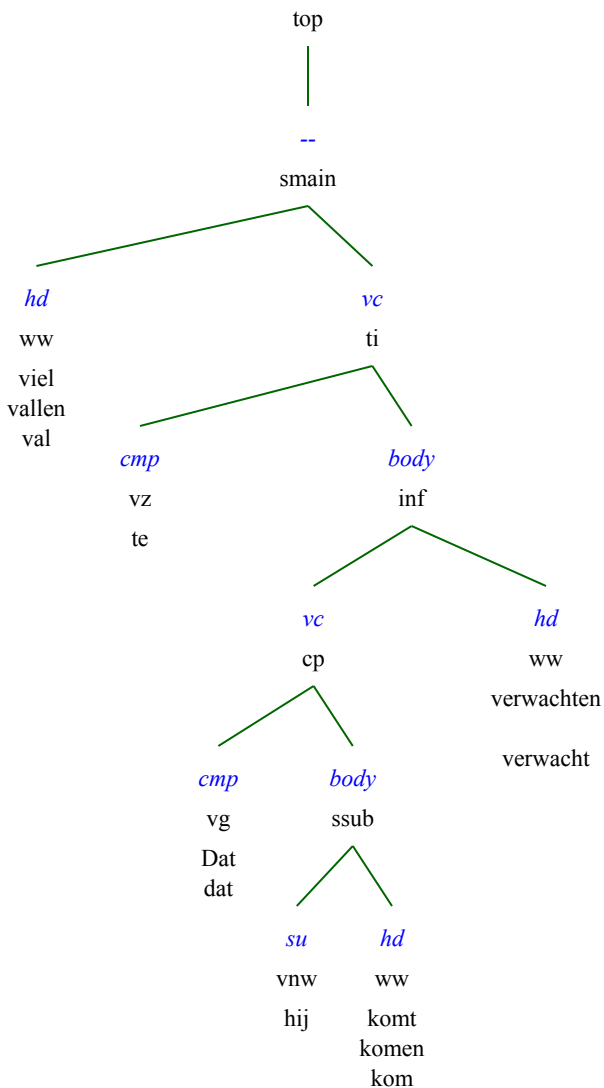 top
--
smain
hd vc
ww ti
viel
vallen
val
cmp body
vz inf
te
vc hd
cp ww
verwachten
verwacht
cmp body
vg ssub
Dat
dat
su hd
vnw ww
hij komt
komen
kom